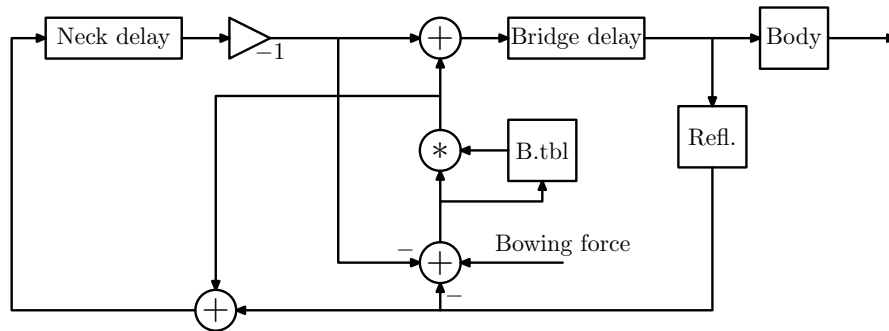 Neck delay
−1
+
Bridge delay
Body
Refl.
*
B.tbl
Bowing force
−
+
−
+